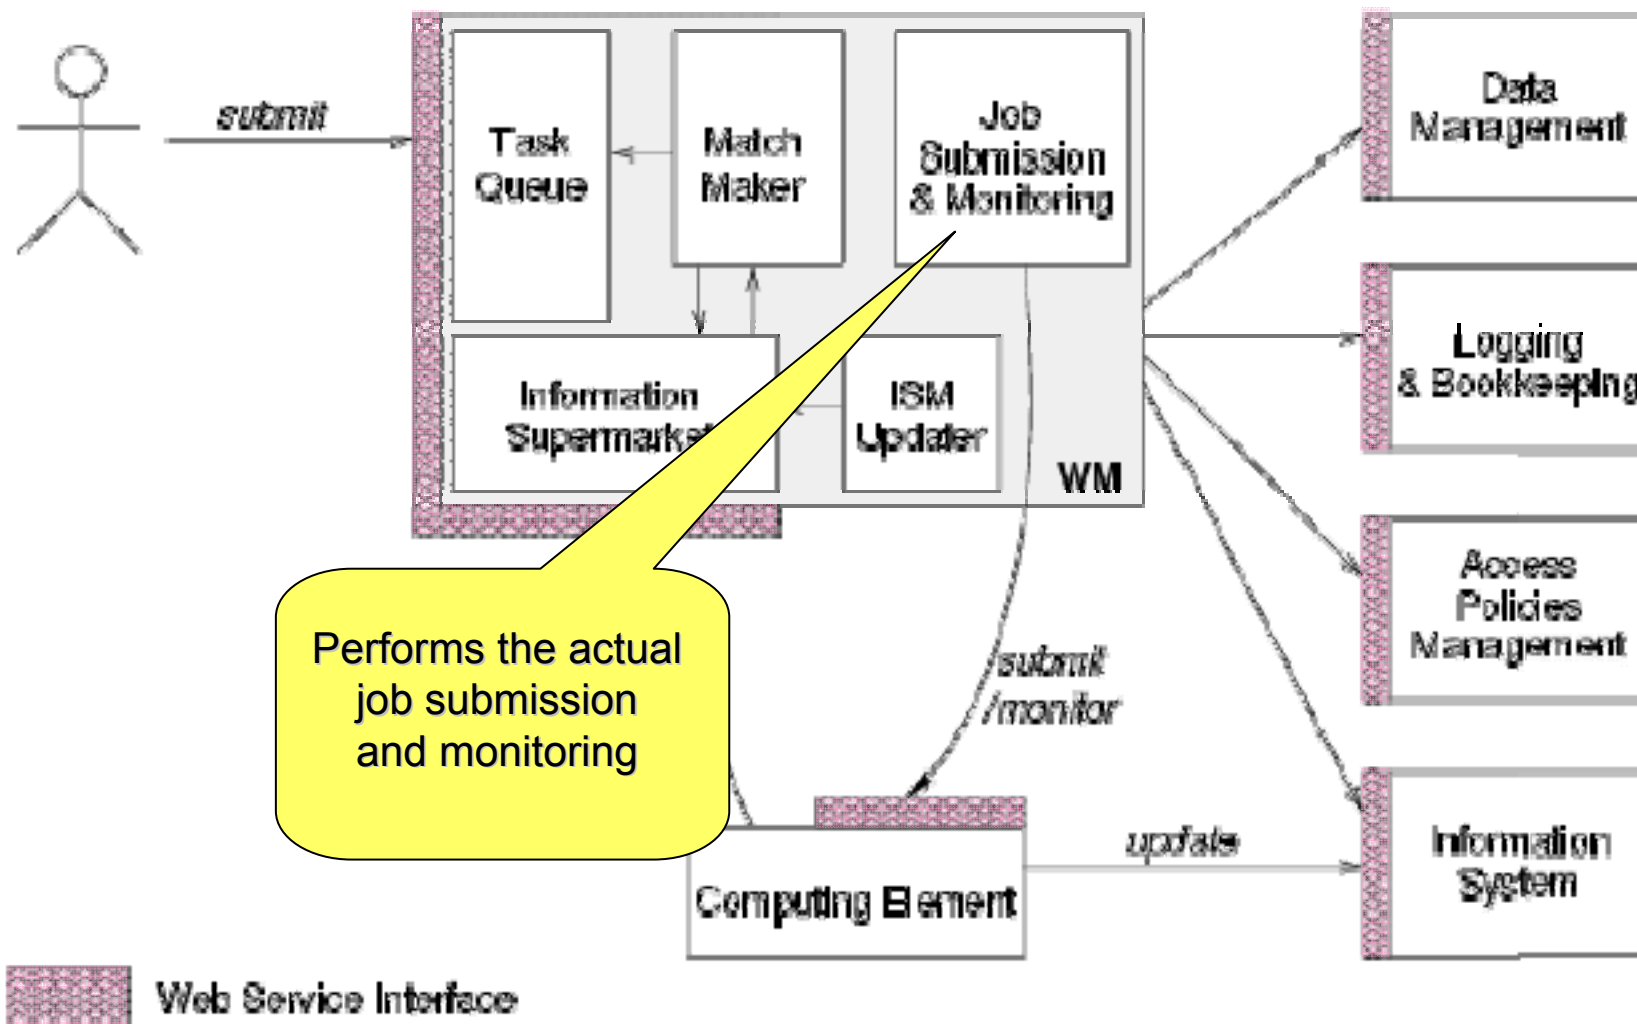 submit
Task
Queue
Match
Maker
Job
Submission
& Monitoring
Data
Management
Information
Supermarket
ISM
Updater
WM
Logging
& Bookkeeping
Performs the actual
job submission
and monitoring
submit
/monitor
Access
Policies
Management
Computing Element
update
Information
System
Web Service Interface